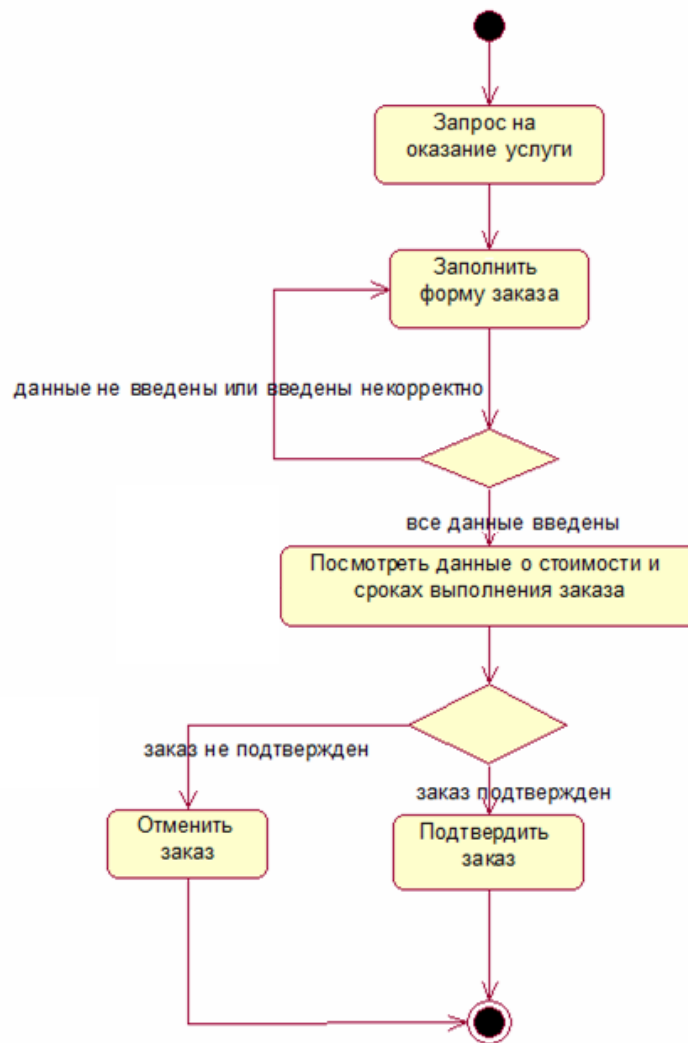 Запрос на
оказание услуги
Заполнить
форму заказа
данные не введены или введены некорректно
все данные введены
Посмотреть данные о стоимости и
сроках выполнения заказа
заказ не подтвержден
заказ подтвержден
Отменить
заказ
Подтвердить
заказ